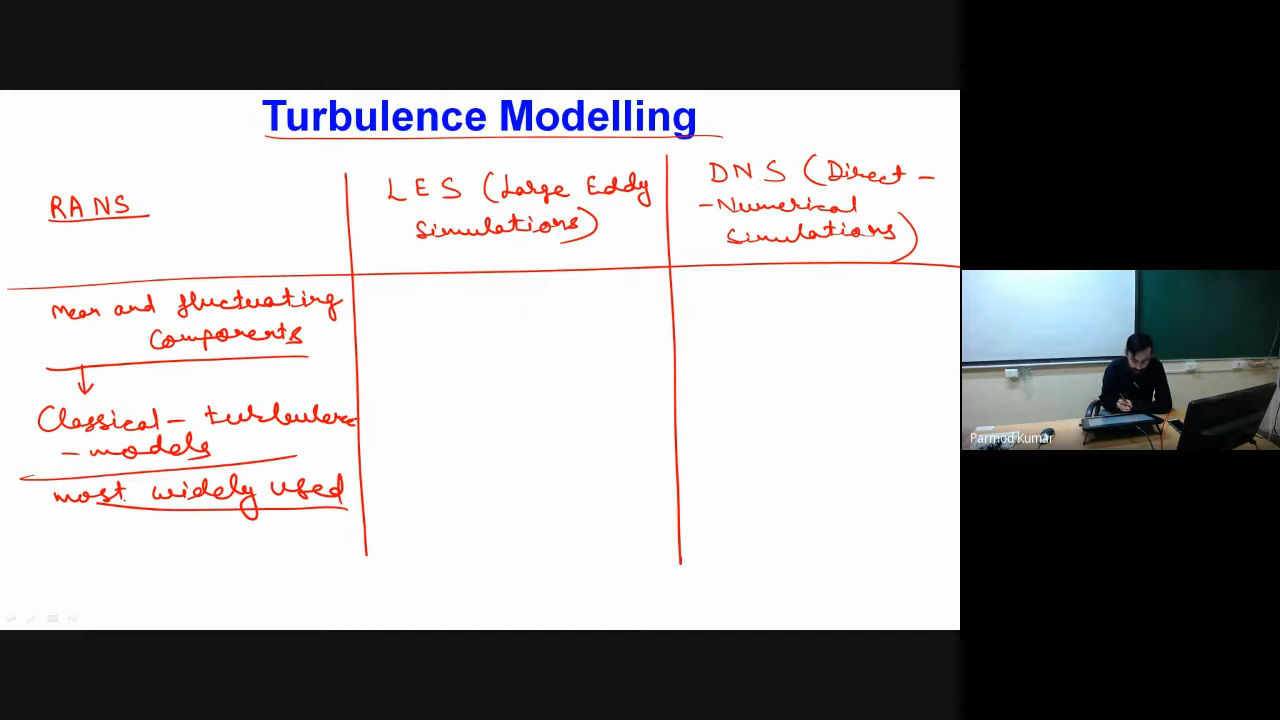 Turbulence Modelling
RANS
LES (Large Eddy
Simulations)
DNS (Direct -
- Numerical
Simulations)
Mean and fluctuating
Components
Classical - turbulence
- models
most widely used
Parmod Kumar